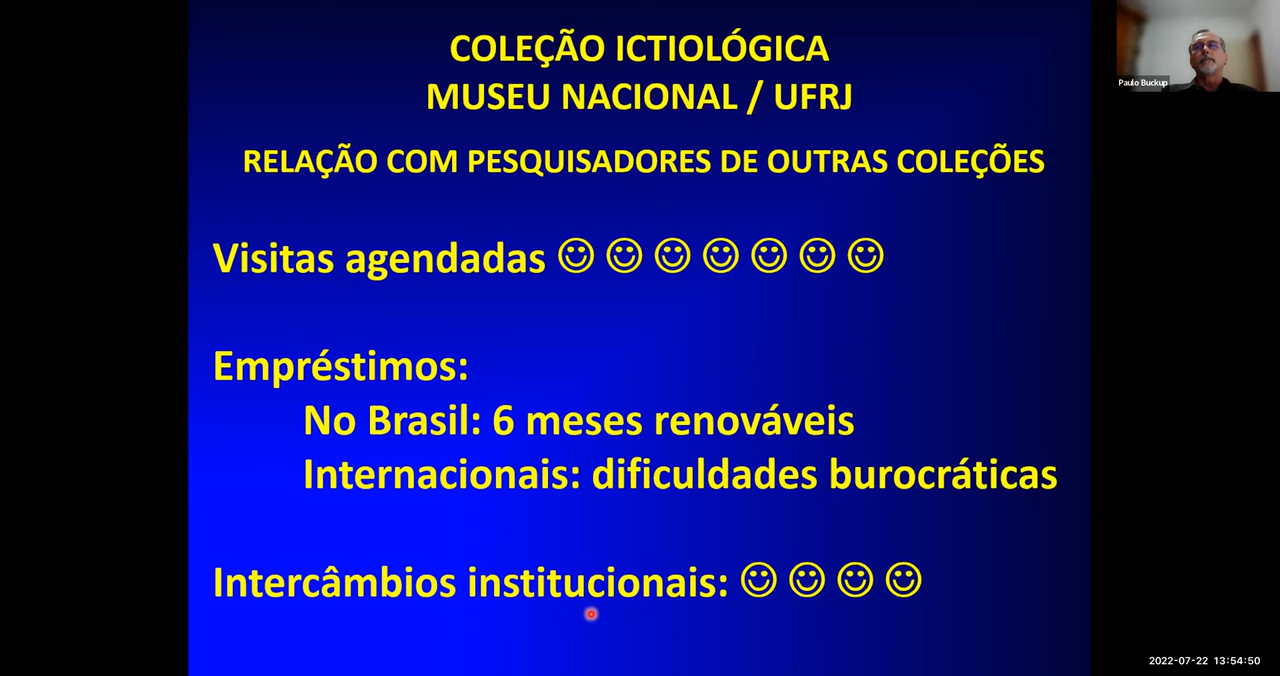 COLEÇÃO ICTIOLÓGICA
MUSEU NACIONAL / UFRJ
RELAÇÃO COM PESQUISADORES DE OUTRAS COLEÇÕES
Visitas agendadas ☺ ☺ ☺ ☺ ☺ ☺ ☺
Empréstimos:
No Brasil: 6 meses renováveis
Internacionais: dificuldades burocráticas
Intercâmbios institucionais: ☺ ☺ ☺ ☺
Paulo Buckup
2022-07-22 13:54:50